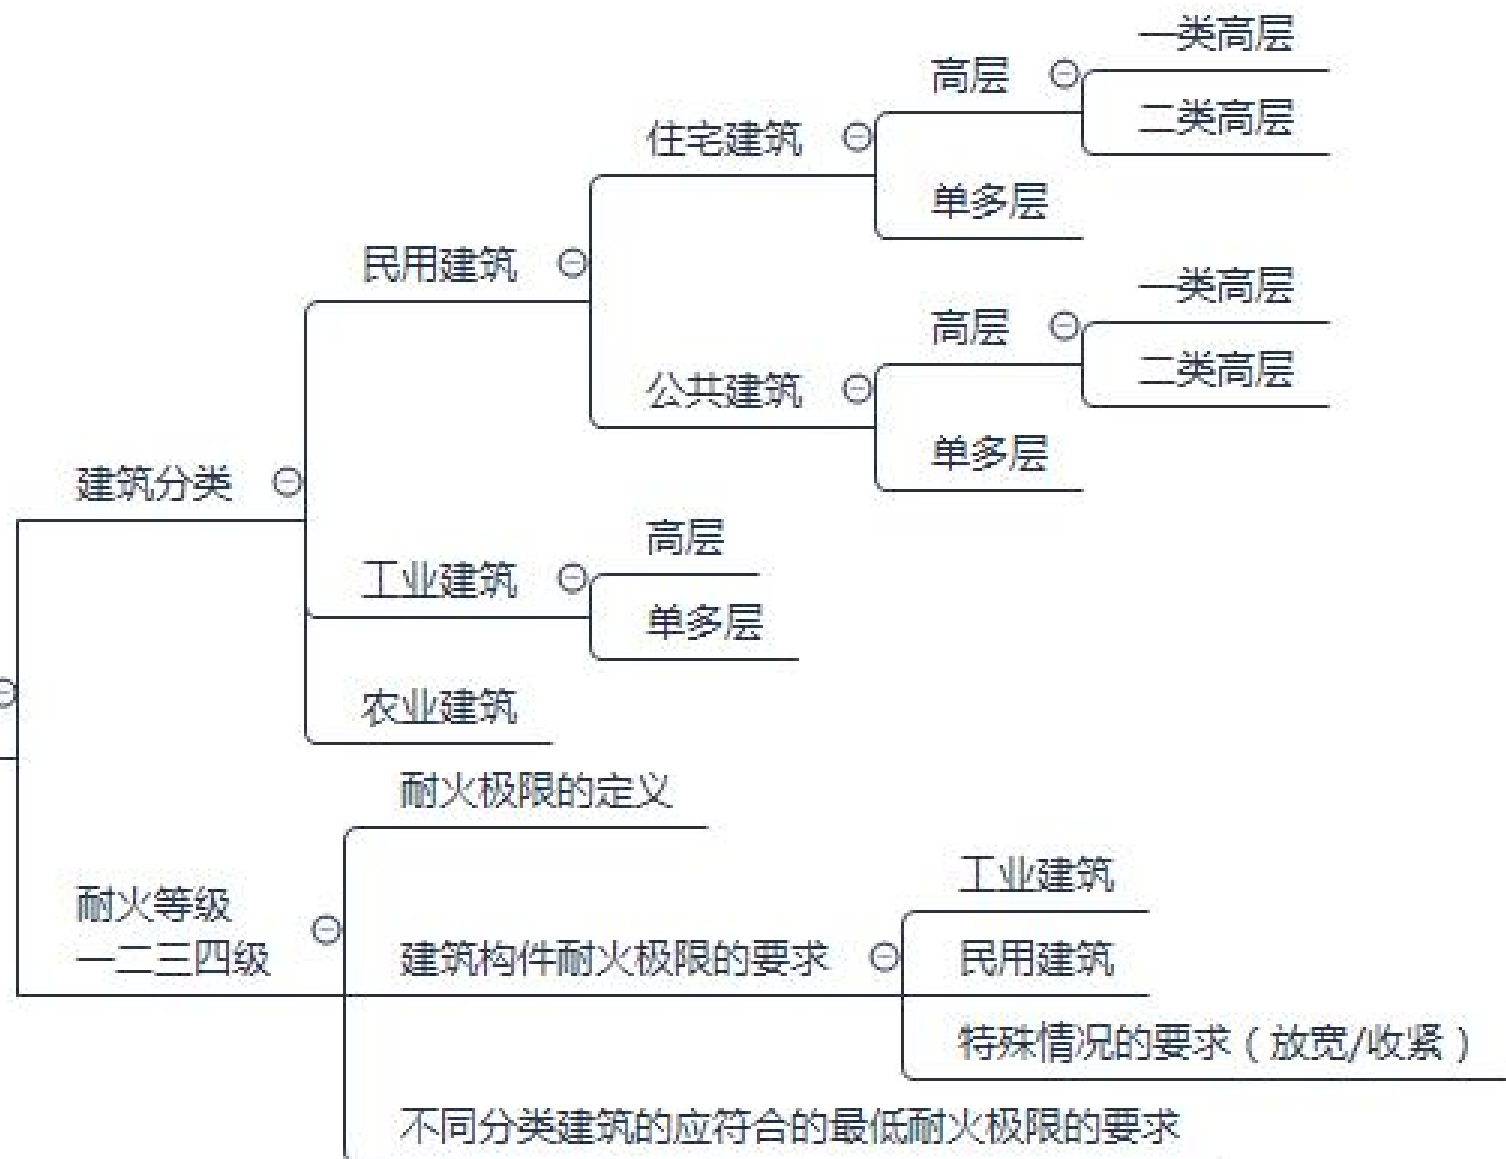 一类高层
高层
二类高层
住宅建筑
单多层
民用建筑
一类高层
高层
二类高层
公共建筑
单多层
建筑分类
高层
工业建筑
单多层
农业建筑
耐火极限的定义
工业建筑
耐火等级
一二三四级
建筑构件耐火极限的要求
民用建筑
特殊情况的要求（放宽/收紧）
不同分类建筑的应符合的最低耐火极限的要求